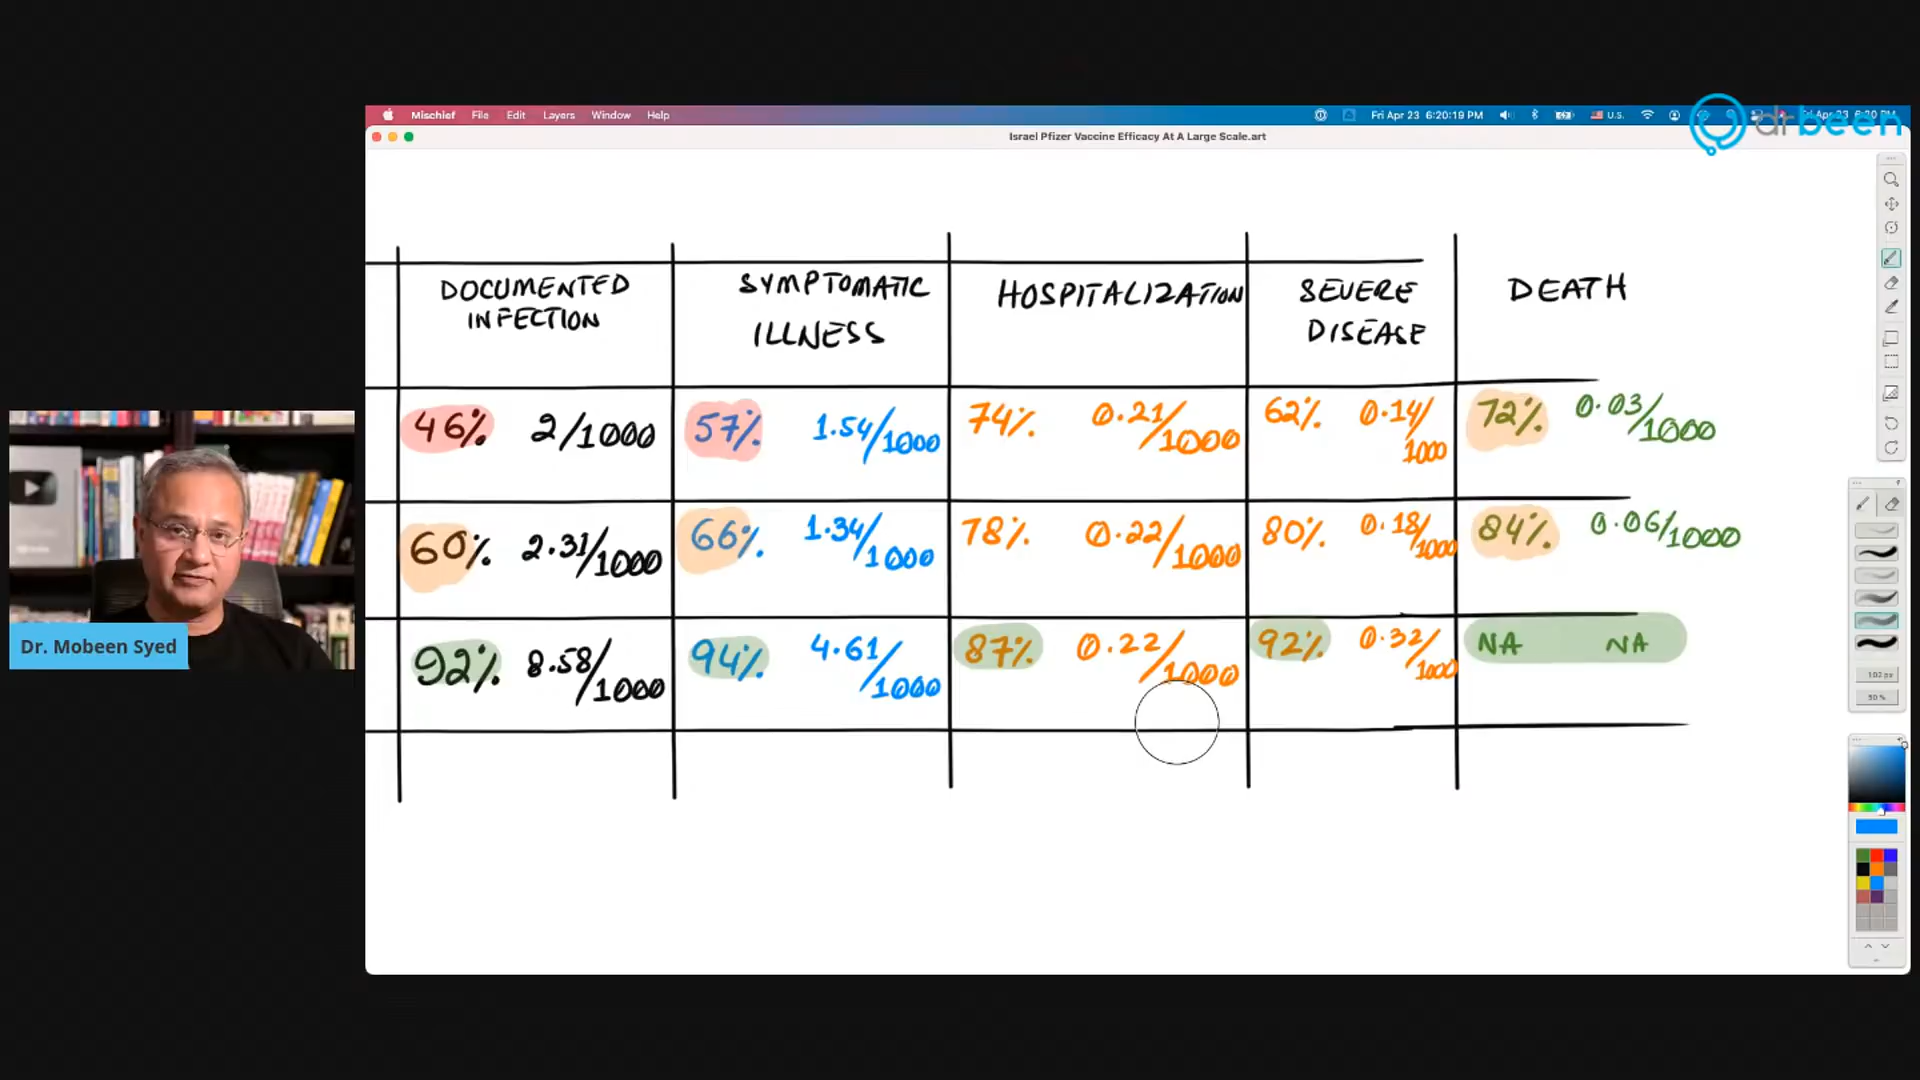 Mischief File Edit Layers Window Help
Fri Apr 23 6:20:19 PM
U.S.
drbeen
Israel Pfizer Vaccine Efficacy At A Large Scale.art
DOCUMENTED INFECTION
SYMPTOMATIC ILLNESS
HOSPITALIZATION
SEVERE DISEASE
DEATH
46% 2/1000 57% 1.54/1000 74% 0.21/1000 62% 0.14/1000 72% 0.03/1000
60% 2.31/1000 66% 1.34/1000 78% 0.22/1000 80% 0.18/1000 84% 0.06/1000
92% 8.58/1000 94% 4.61/1000 87% 0.22/1000 92% 0.32/1000 NA NA
Dr. Mobeen Syed
102 px
50 %